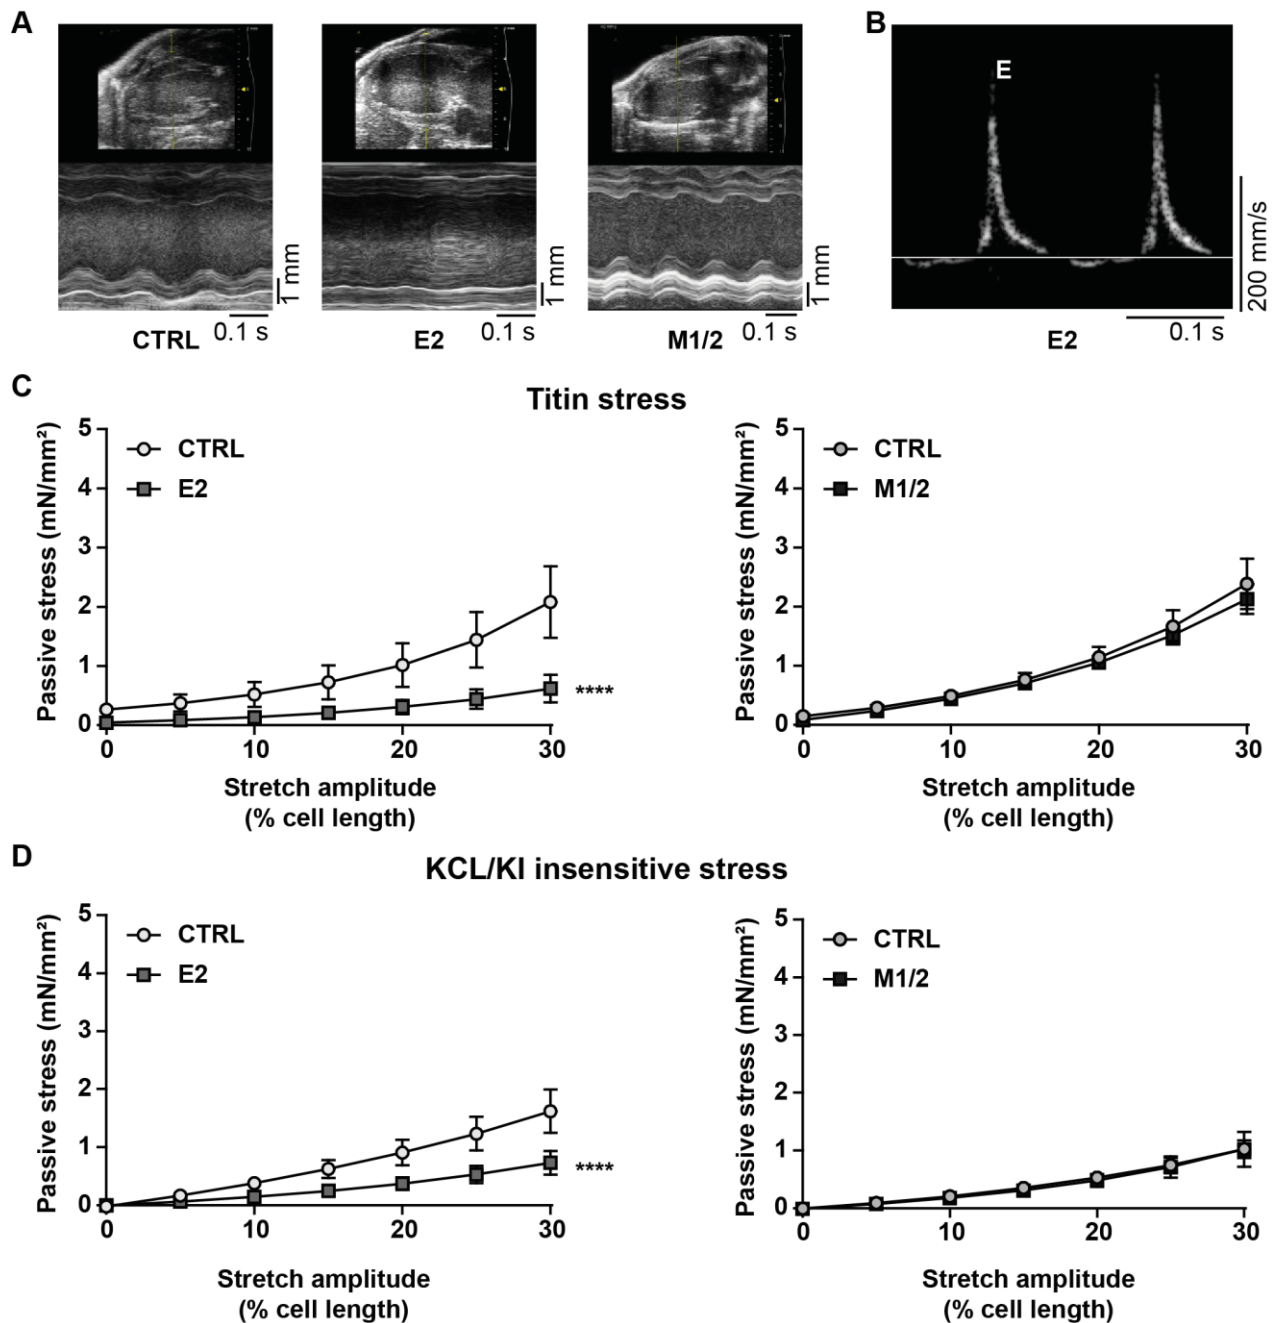 A
B
E
1 mm
1 mm
1 mm
200 mm/s
0.1 s
0.1 s
0.1 s
0.1 s
CTRL
E2
M1/2
E2
C
Titin stress
Passive stress (mN/mm²)
5
4
3
2
1
0
CTRL
E2
****
0
10
20
30
Stretch amplitude
(% cell length)
Passive stress (mN/mm²)
5
4
3
2
1
0
CTRL
M1/2
0
10
20
30
Stretch amplitude
(% cell length)
D
KCL/KI insensitive stress
Passive stress (mN/mm²)
5
4
3
2
1
0
CTRL
E2
****
0
10
20
30
Stretch amplitude
(% cell length)
Passive stress (mN/mm²)
5
4
3
2
1
0
CTRL
M1/2
0
10
20
30
Stretch amplitude
(% cell length)